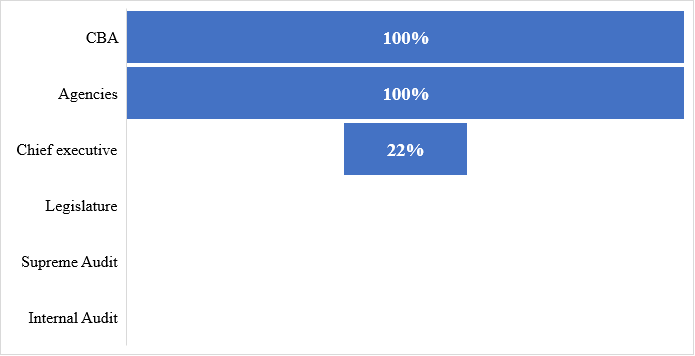 CBA 100%
Agencies 100%
Chief executive 22%
Legislature
Supreme Audit
Internal Audit